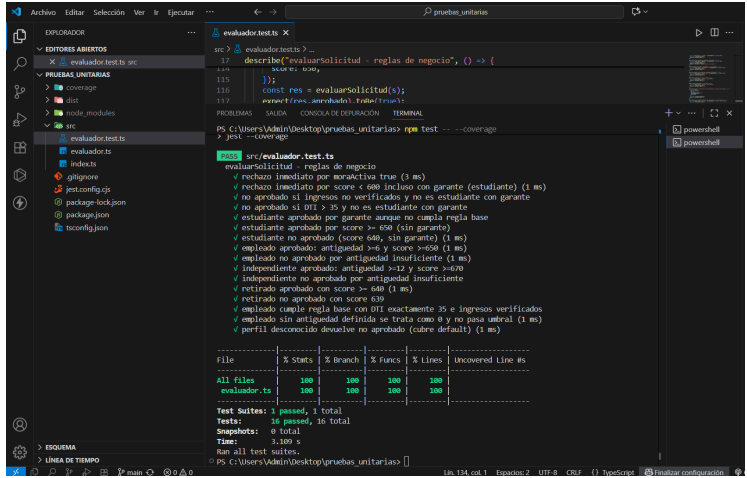 Archivo Editar Selección Ver Ir Ejecutar ··· pruebas_unitarias
EXPLORADOR
EDITORES ABIERTOS
evaluador.test.ts src
PRUEBAS_UNITARIAS
coverage
dist
node_modules
src
evaluador.test.ts
evaluador.ts
index.ts
.gitignore
jest.config.cjs
package-lock.json
package.json
tsconfig.json
ESQUEMA
LÍNEA DE TIEMPO
evaluador.test.ts
src > evaluador.test.ts > ...
17 describe("evaluarSolicitud - reglas de negocio", () => {
114 score: 650,
115 });
116 const res = evaluarSolicitud(s);
117 expect(res.aprobado).toBe(true);
PROBLEMAS SALIDA CONSOLA DE DEPURACIÓN TERMINAL
powershell
powershell
PS C:\Users\Admin\Desktop\pruebas_unitarias> npm test -- --coverage
> jest --coverage
PASS src/evaluador.test.ts
evaluarSolicitud - reglas de negocio
√ rechazo inmediato por moraActiva true (3 ms)
√ rechazo inmediato por score < 600 incluso con garante (estudiante) (1 ms)
√ no aprobado si ingresos no verificados y no es estudiante con garante
√ no aprobado si DTI > 35 y no es estudiante con garante
√ estudiante aprobado por garante aunque no cumpla regla base
√ estudiante aprobado por score >= 650 (sin garante)
√ estudiante no aprobado (score 640, sin garante) (1 ms)
√ empleado aprobado: antiguedad >=6 y score >=650 (1 ms)
√ empleado no aprobado por antiguedad insuficiente (1 ms)
√ independiente aprobado: antiguedad >=12 y score >=670
√ independiente no aprobado por antiguedad insuficiente
√ retirado aprobado con score >= 640 (1 ms)
√ retirado no aprobado con score 639
√ empleado cumple regla base con DTI exactamente 35 e ingresos verificados
√ empleado sin antiguedad definida se trata como 0 y no pasa umbral (1 ms)
√ perfil desconocido devuelve no aprobado (cubre default) (1 ms)
File | % Stmts | % Branch | % Funcs | % Lines | Uncovered Line #s
All files | 100 | 100 | 100 | 100 |
evaluador.ts | 100 | 100 | 100 | 100 |
Test Suites: 1 passed, 1 total
Tests: 16 passed, 16 total
Snapshots: 0 total
Time: 3.109 s
Ran all test suites.
PS C:\Users\Admin\Desktop\pruebas_unitarias>
main 0 0 Lín. 134, col. 1 Espacios: 2 UTF-8 CRLF {} TypeScript Finalizar configuración